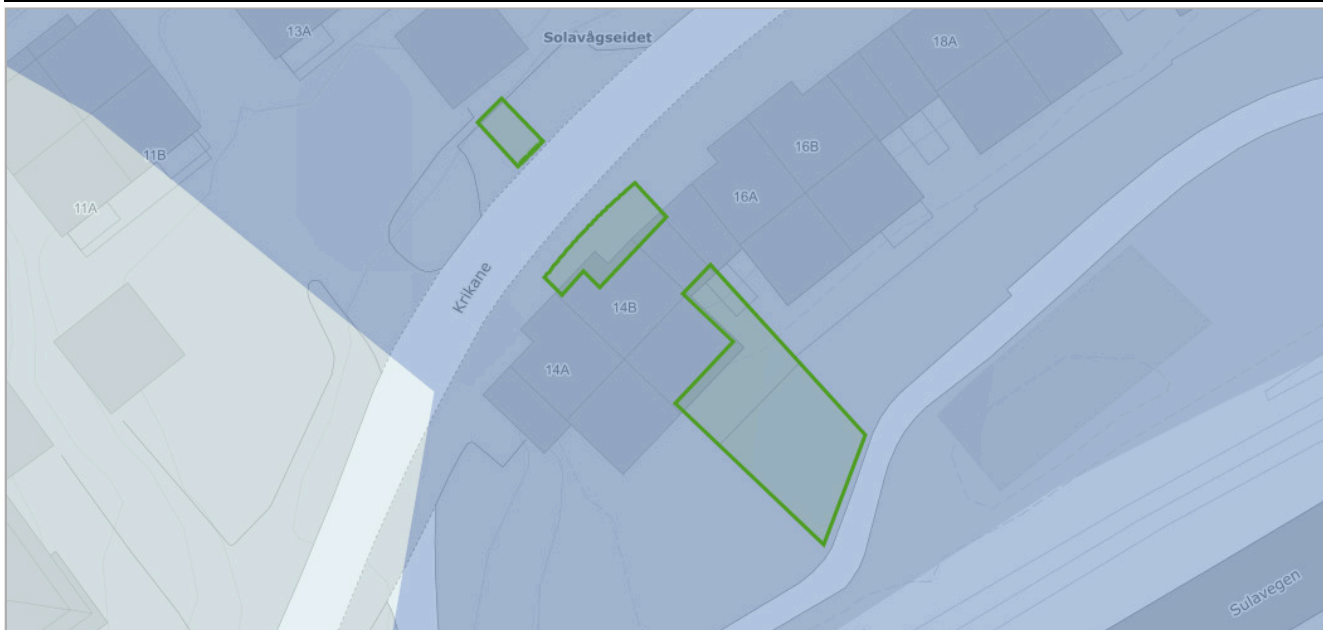 13A
Solavågseidet
18A
11B
16B
11A
16A
Krikane
14B
14A
Sulavegen